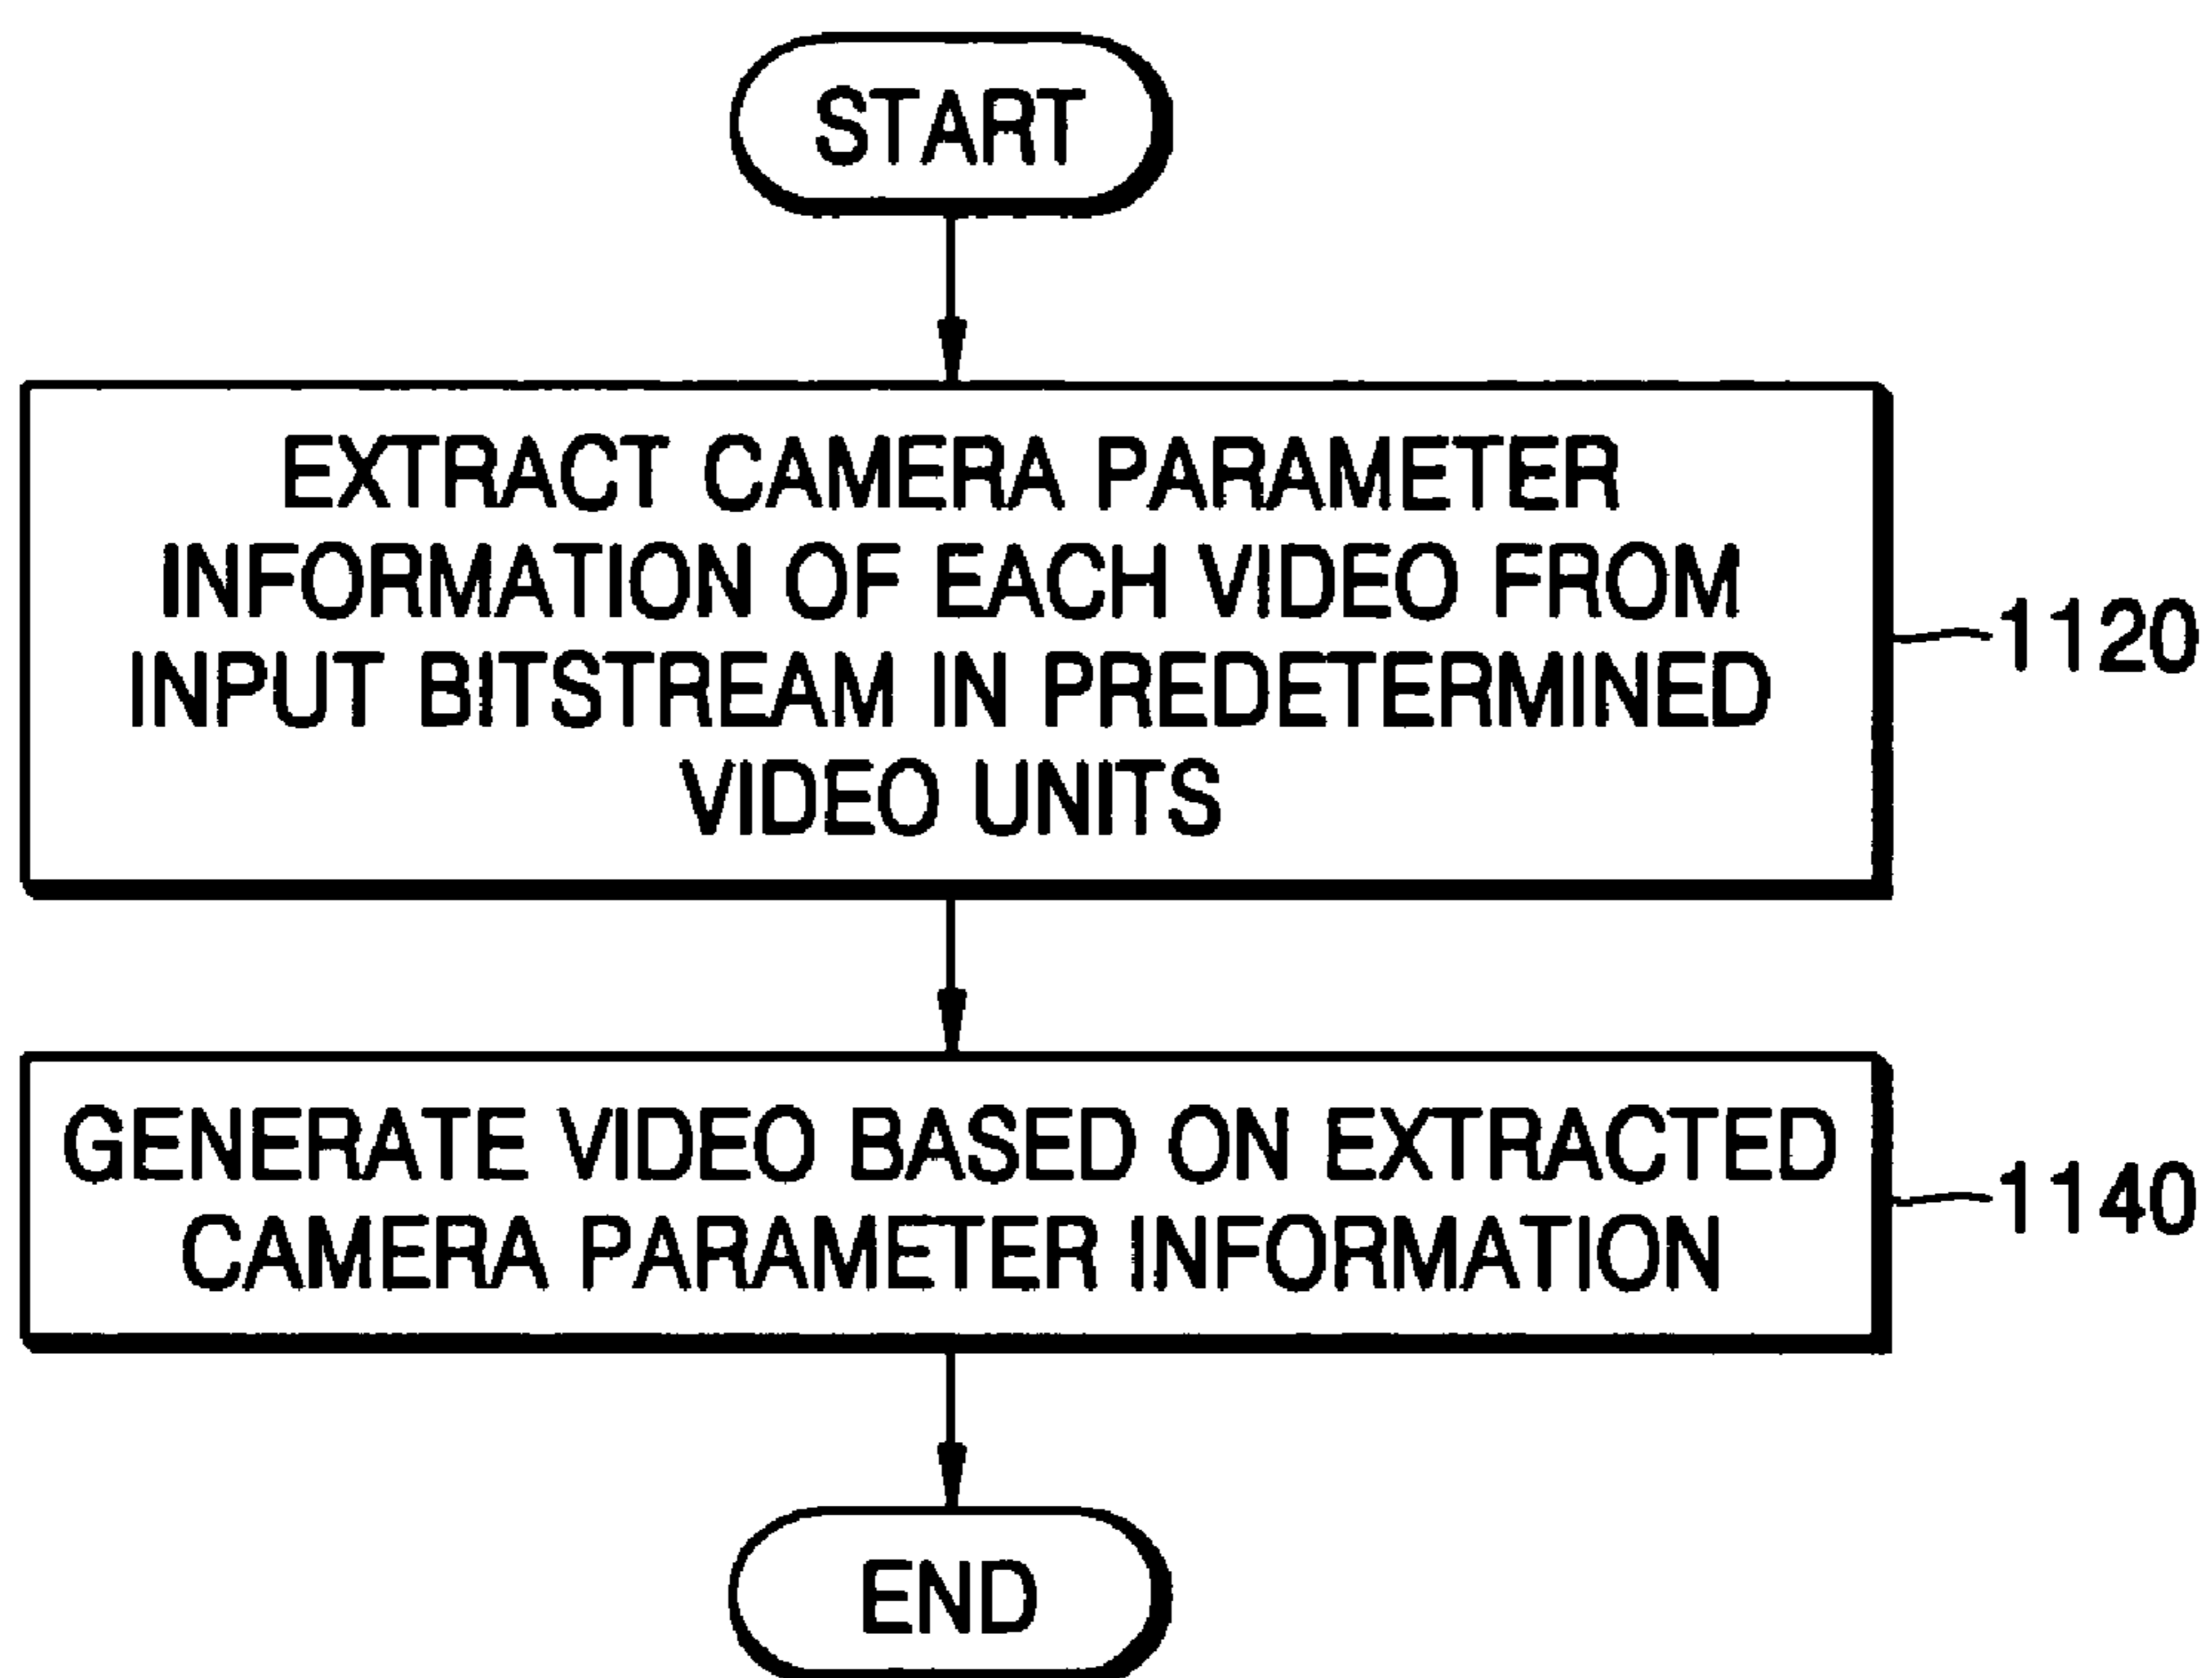 START
EXTRACT CAMERA PARAMETER
INFORMATION OF EACH VIDEO FROM
INPUT BITSTREAM IN PREDETERMINED
VIDEO UNITS
1120
GENERATE VIDEO BASED ON EXTRACTED
CAMERA PARAMETER INFORMATION
1140
END